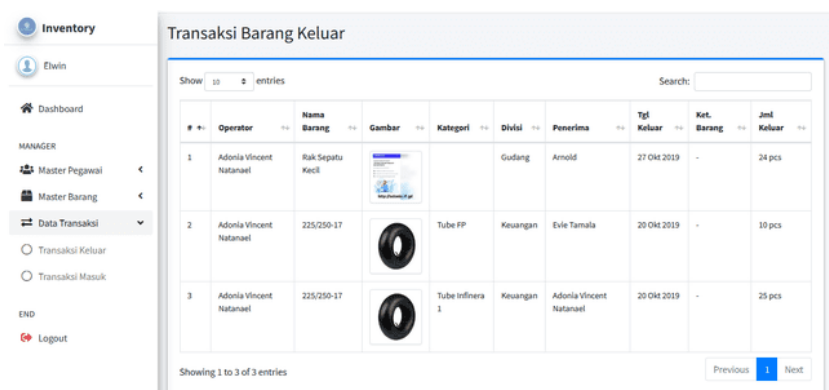 Inventory
Elwin
Dashboard
MANAGER
Master Pegawai
Master Barang
Data Transaksi
Transaksi Keluar
Transaksi Masuk
END
Logout
Transaksi Barang Keluar
Show 10 entries
Search:
# Operator Nama Barang Gambar Kategori Divisi Penerima Tgl Keluar Ket. Barang Jml Keluar
1 Adonia Vincent Natanael Rak Sepatu Kecil Gudang Arnold 27 Okt 2019 - 24 pcs
2 Adonia Vincent Natanael 225/250-17 Tube FP Keuangan Evie Tamala 20 Okt 2019 - 10 pcs
3 Adonia Vincent Natanael 225/250-17 Tube Infinera 1 Keuangan Adonia Vincent Natanael 20 Okt 2019 - 25 pcs
Showing 1 to 3 of 3 entries
Previous 1 Next